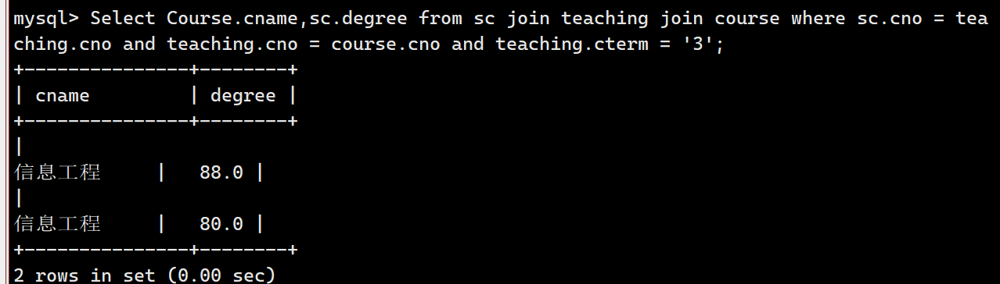 mysql> Select Course.cname,sc.degree from sc join teaching join course where sc.cno = tea
ching.cno and teaching.cno = course.cno and teaching.cterm = '3';
+---------------+--------+
| cname         | degree |
+---------------+--------+
|
信息工程     |   88.0 |
|
信息工程     |   80.0 |
+---------------+--------+
2 rows in set (0.00 sec)